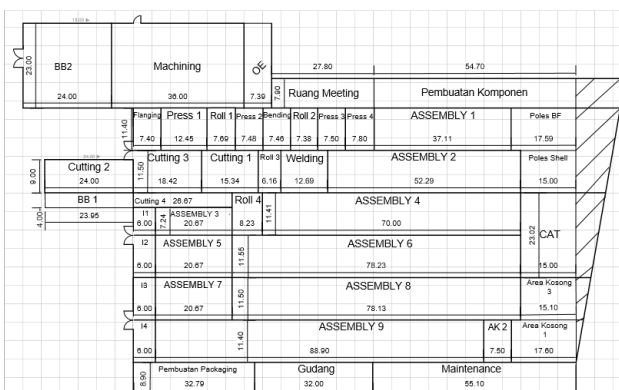 18.00
27.80
54.70
23.00
BB2
Machining
OE
24.00
36.00
7.39
7.90
Ruang Meeting
Pembuatan Komponen
11.40
Flanging
Press 1
Roll 1
Press 2
Bending
Roll 2
Press 3
Press 4
ASSEMBLY 1
Poles BF
7.40
12.45
7.69
7.48
7.46
7.38
7.50
7.80
37.11
17.59
24.00
9.00
Cutting 2
24.00
11.50
Cutting 3
Cutting 1
Roll 3
Welding
ASSEMBLY 2
Poles Shell
18.42
15.34
6.16
12.69
52.29
15.00
BB 1
23.95
4.00
Cutting 4
26.67
Roll 4
11.41
ASSEMBLY 4
I1
7.24
ASSEMBLY 3
6.00
20.67
8.23
70.00
23.02
CAT
15.00
I2
ASSEMBLY 5
11.55
ASSEMBLY 6
6.00
20.67
78.23
I3
ASSEMBLY 7
11.50
ASSEMBLY 8
Area Kosong
3
6.00
20.67
78.13
15.10
I4
11.40
ASSEMBLY 9
AK 2
Area Kosong
1
6.00
88.90
7.50
17.60
8.90
Pembuatan Packaging
Gudang
Maintenance
32.79
32.00
55.10